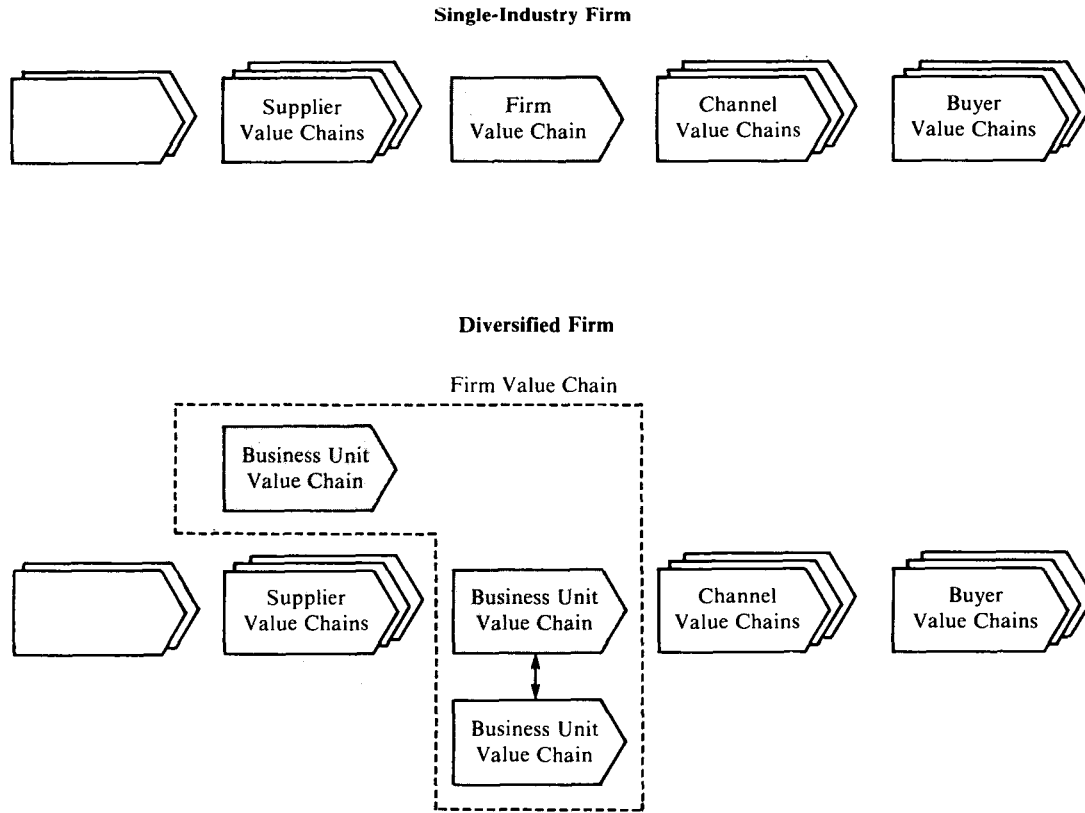 Single-Industry Firm
Supplier
Value Chains
Firm
Value Chain
Channel
Value Chains
Buyer
Value Chains
Diversified Firm
Firm Value Chain
Business Unit
Value Chain
Supplier
Value Chains
Business Unit
Value Chain
Channel
Value Chains
Buyer
Value Chains
Business Unit
Value Chain